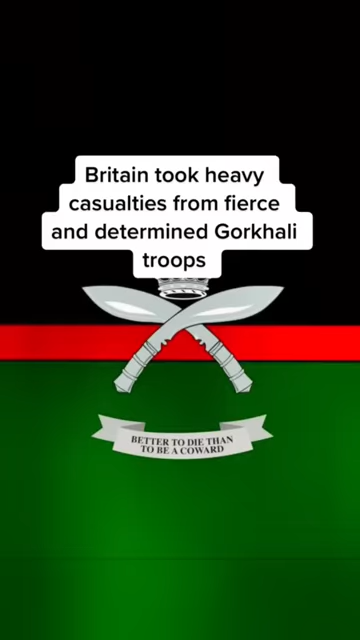 Britain took heavy
casualties from fierce
and determined Gorkhali
troops
BETTER TO DIE THAN
TO BE A COWARD